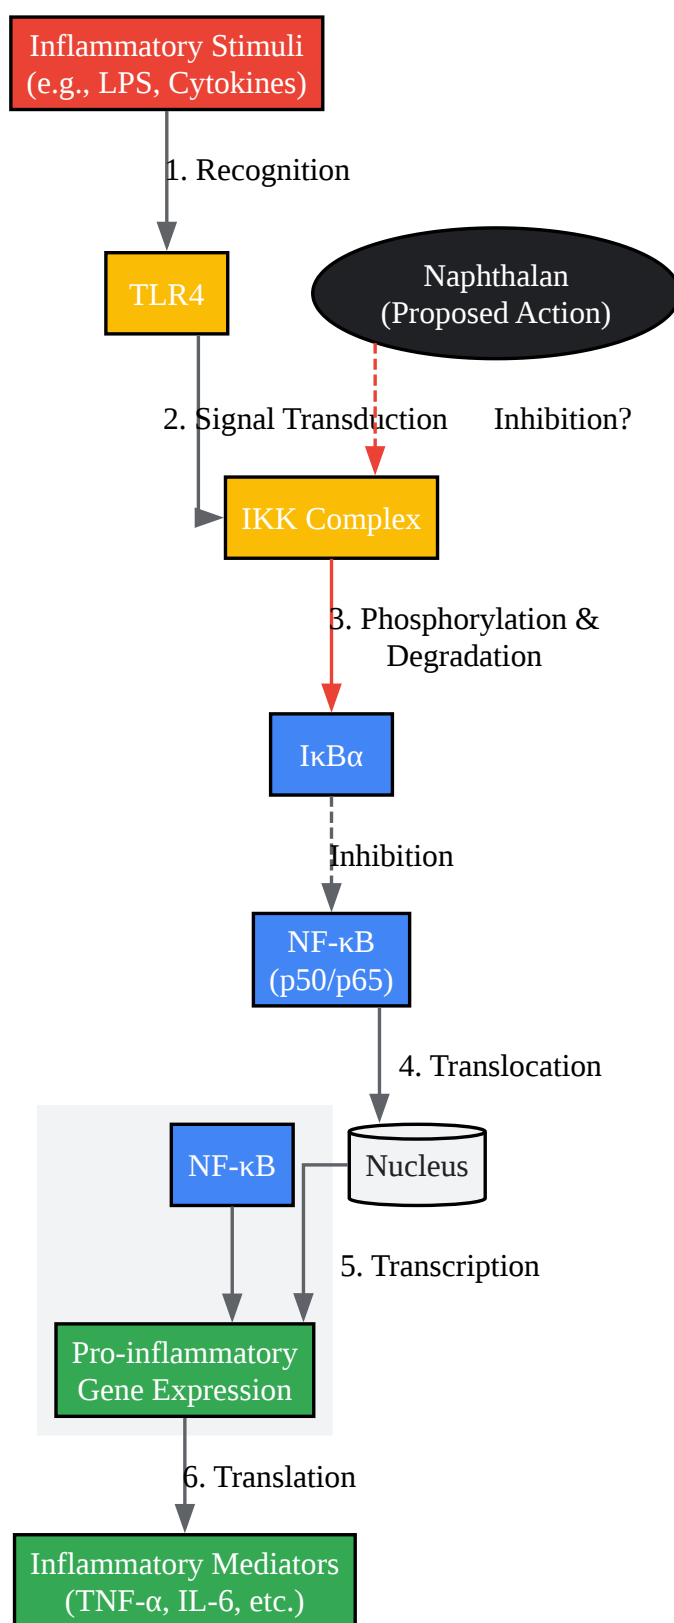 Inflammatory Stimuli
(e.g., LPS, Cytokines)
1. Recognition
TLR4
Naphthalan
(Proposed Action)
2. Signal Transduction
Inhibition?
IKK Complex
3. Phosphorylation &
Degradation
IκBα
Inhibition
NF-κB
(p50/p65)
4. Translocation
NF-κB
Nucleus
5. Transcription
Pro-inflammatory
Gene Expression
6. Translation
Inflammatory Mediators
(TNF-α, IL-6, etc.)